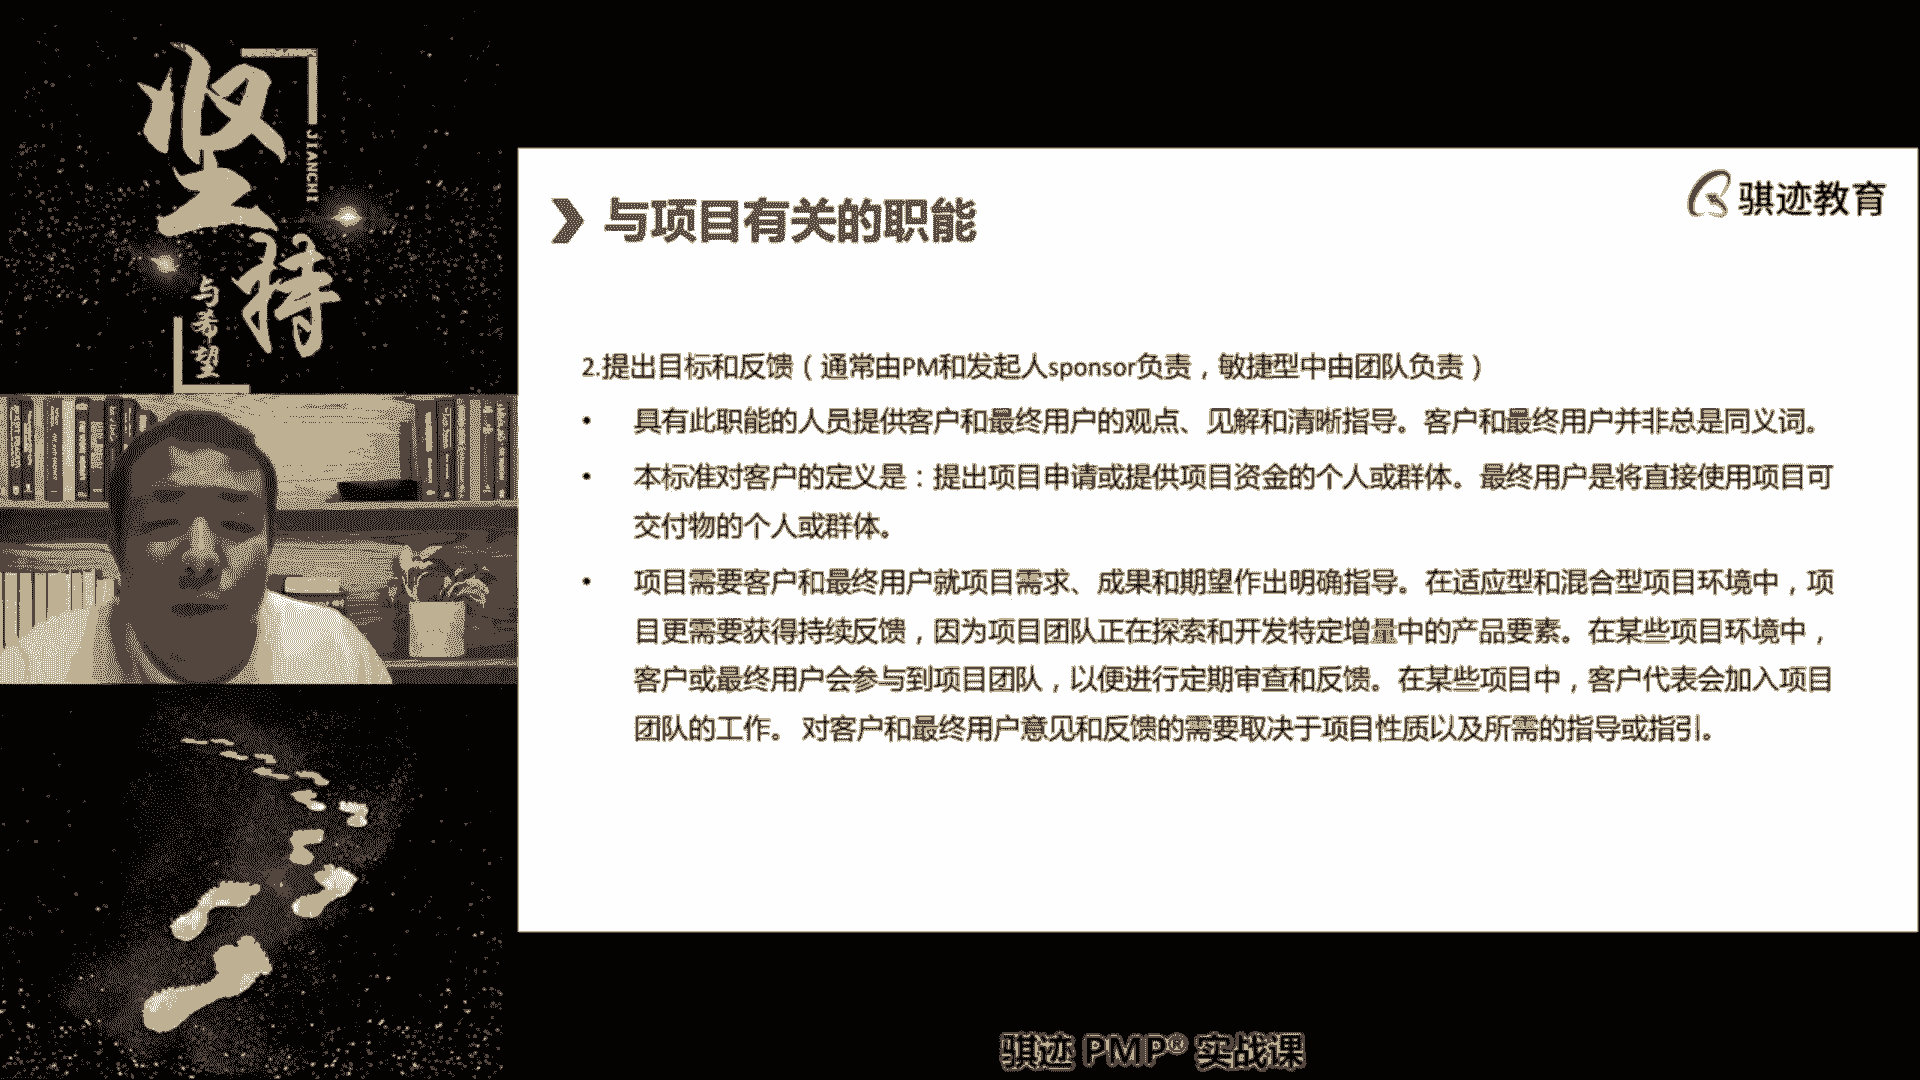 坚持
JIANCHI
与希望
与项目有关的职能
骐迹教育
2.提出目标和反馈（通常由PM和发起人sponsor负责，敏捷型中由团队负责）
• 具有此职能的人员提供客户和最终用户的观点、见解和清晰指导。客户和最终用户并非总是同义词。
• 本标准对客户的定义是：提出项目申请或提供项目资金的个人或群体。最终用户是将直接使用项目可
交付物的个人或群体。
• 项目需要客户和最终用户就项目需求、成果和期望作出明确指导。在适应型和混合型项目环境中，项
目更需要获得持续反馈，因为项目团队正在探索和开发特定增量中的产品要素。在某些项目环境中，
客户或最终用户会参与到项目团队，以便进行定期审查和反馈。在某些项目中，客户代表会加入项目
团队的工作。 对客户和最终用户意见和反馈的需要取决于项目性质以及所需的指导或指引。
骐迹 PMP® 实战课